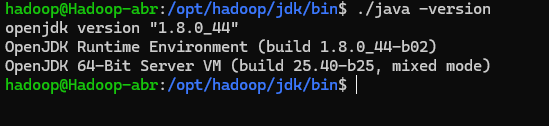 hadoop@Hadoop-abr:/opt/hadoop/jdk/bin$ ./java -version
openjdk version "1.8.0_44"
OpenJDK Runtime Environment (build 1.8.0_44-b02)
OpenJDK 64-Bit Server VM (build 25.40-b25, mixed mode)
hadoop@Hadoop-abr:/opt/hadoop/jdk/bin$